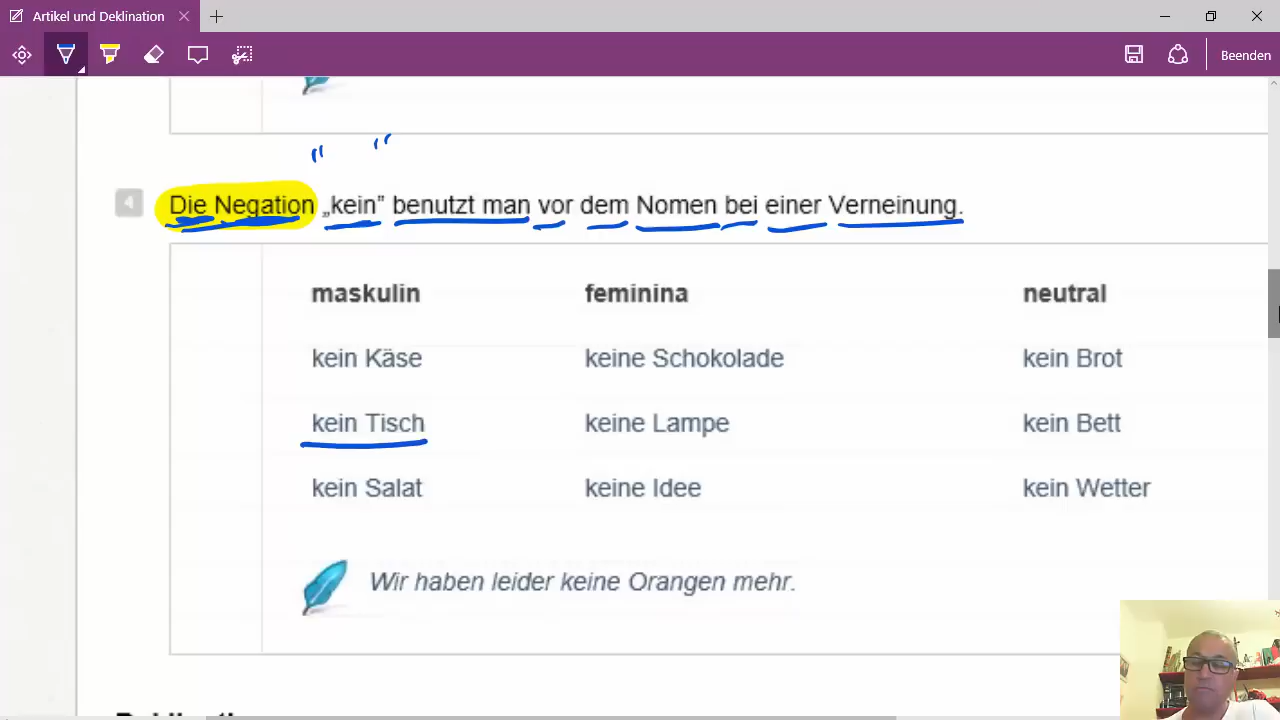 Artikel und Deklination
Beenden
" "
4
Die Negation „kein” benutzt man vor dem Nomen bei einer Verneinung.
maskulin feminina neutral
kein Käse keine Schokolade kein Brot
kein Tisch keine Lampe kein Bett
kein Salat keine Idee kein Wetter
Wir haben leider keine Orangen mehr.